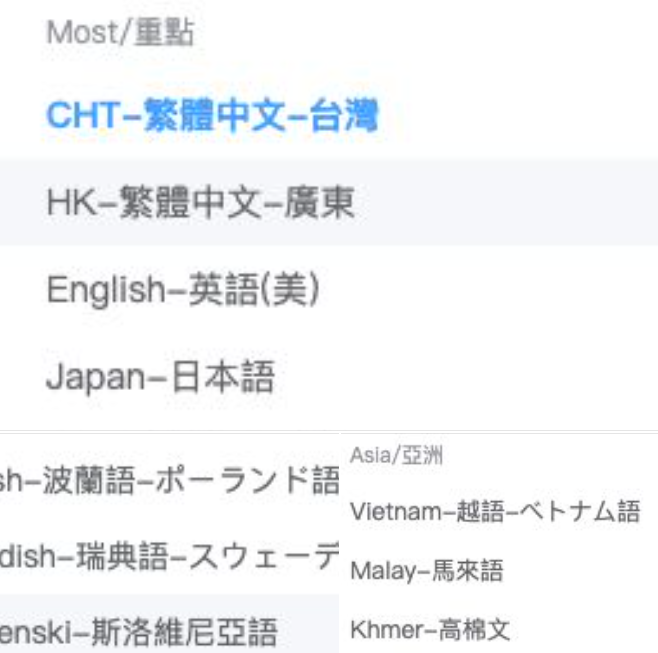 Most/重點
CHT-繁體中文-台灣
HK-繁體中文-廣東
English-英語(美)
Japan-日本語
sh-波蘭語-ポーランド語
dish-瑞典語-スウェーデ
enski-斯洛維尼亞語
Asia/亞洲
Vietnam-越語-ベトナム語
Malay-馬來語
Khmer-高棉文